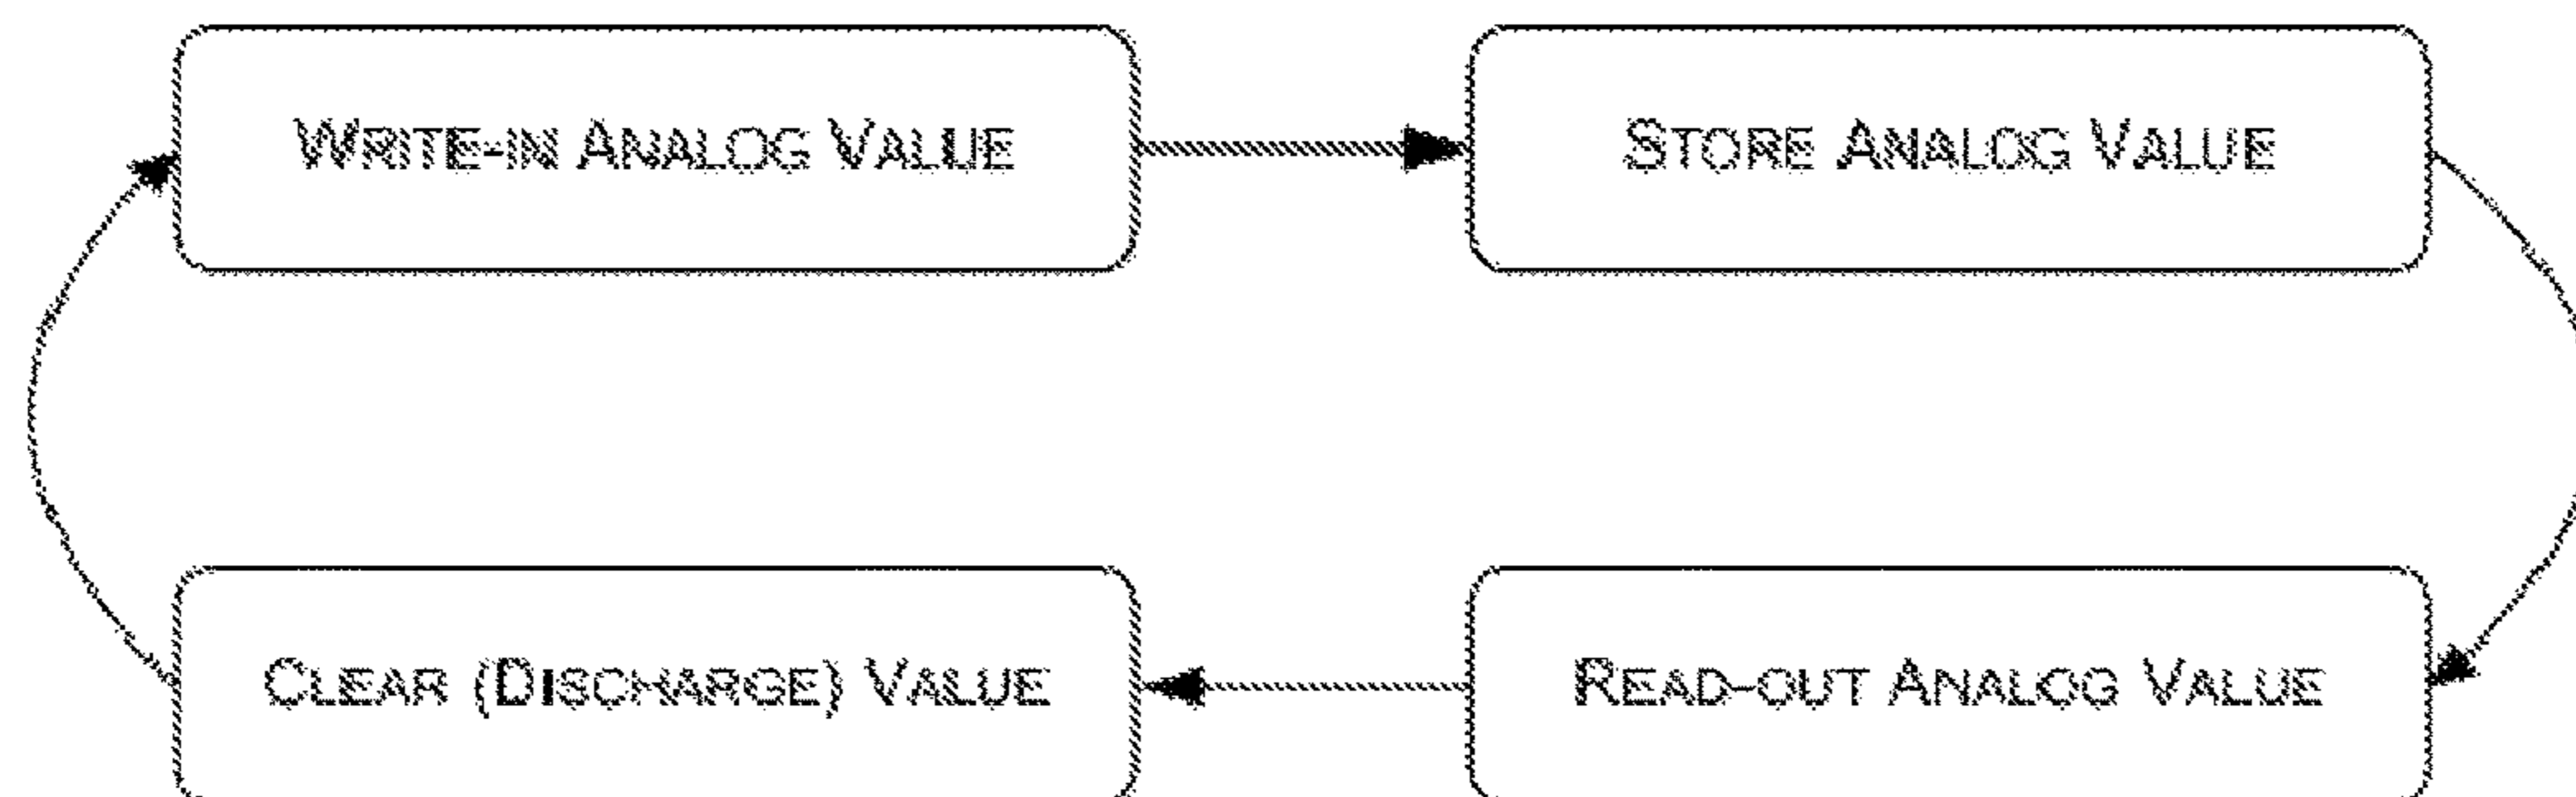 WRITE-IN ANALOG VALUE
STORE ANALOG VALUE
CLEAR (DISCHARGE) VALUE
READ-OUT ANALOG VALUE